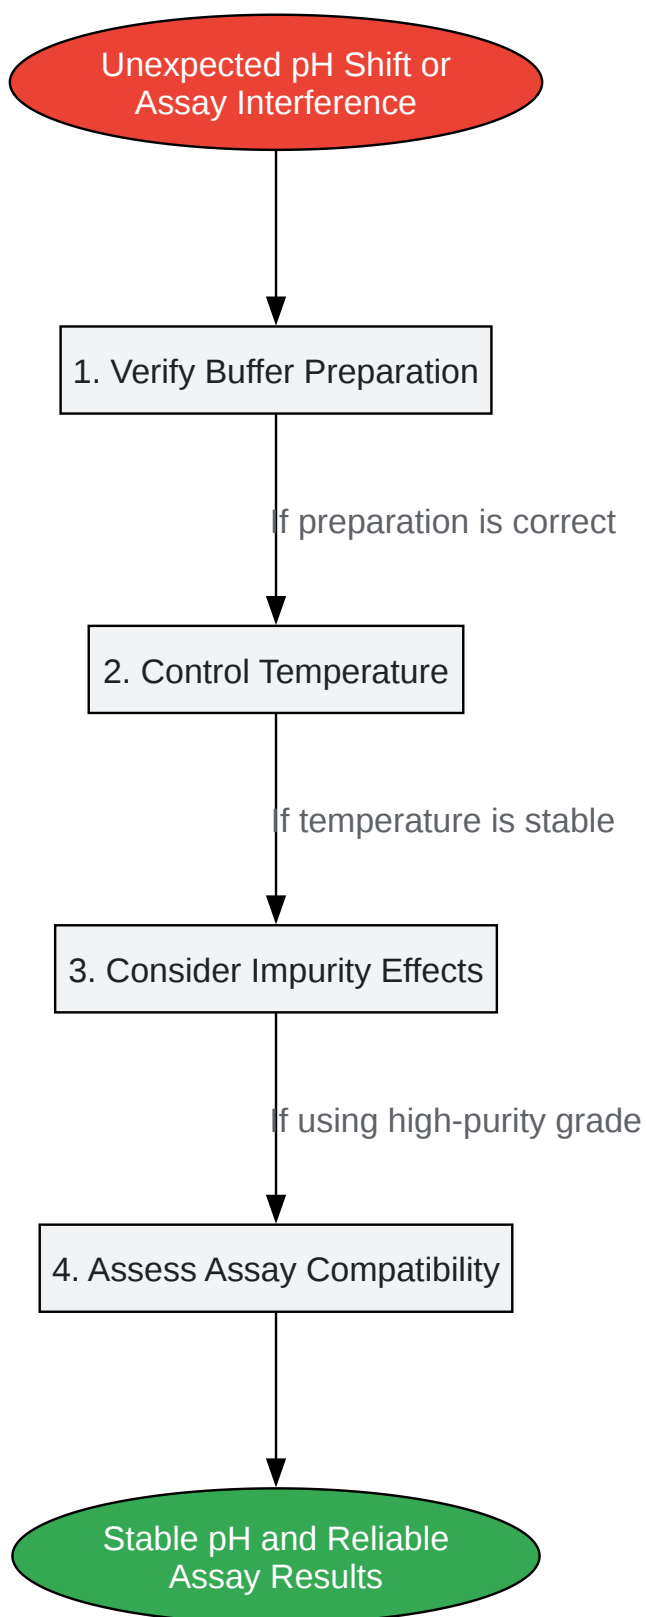 Unexpected pH Shift or
Assay Interference
1. Verify Buffer Preparation
If preparation is correct
2. Control Temperature
If temperature is stable
3. Consider Impurity Effects
If using high-purity grade
4. Assess Assay Compatibility
Stable pH and Reliable
Assay Results